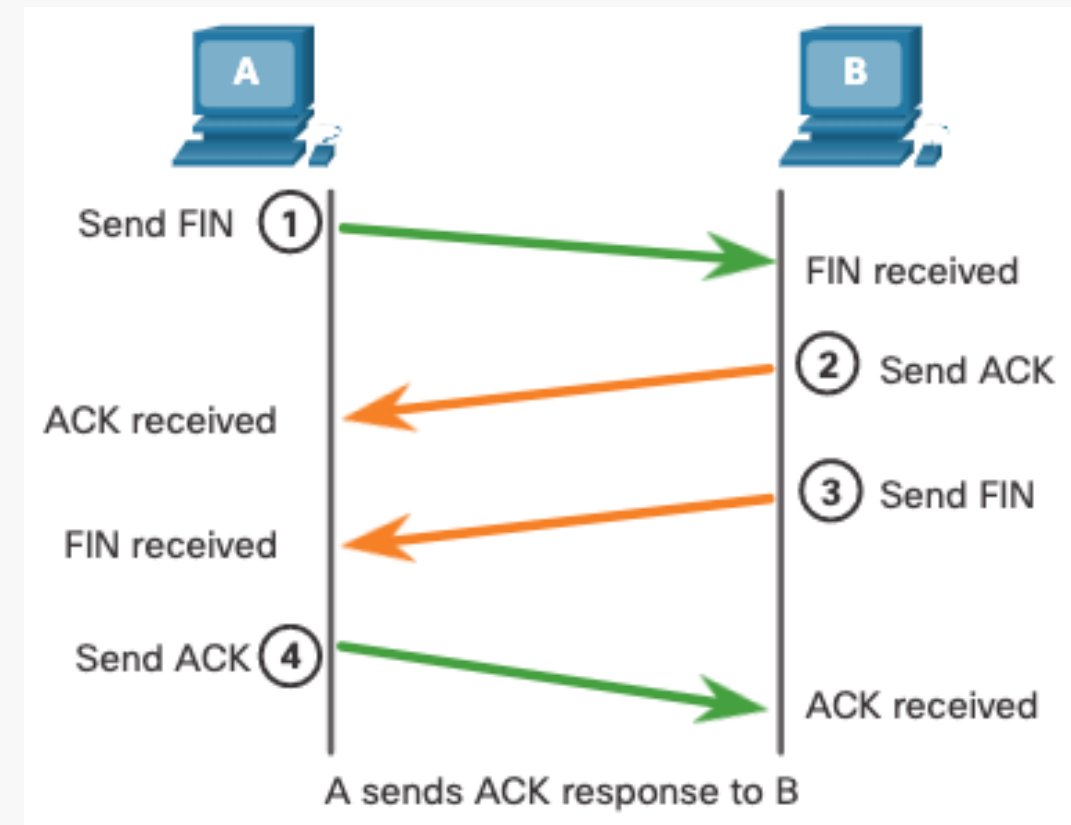 A
B
Send FIN 1
FIN received
2 Send ACK
ACK received
3 Send FIN
FIN received
Send ACK 4
ACK received
A sends ACK response to B